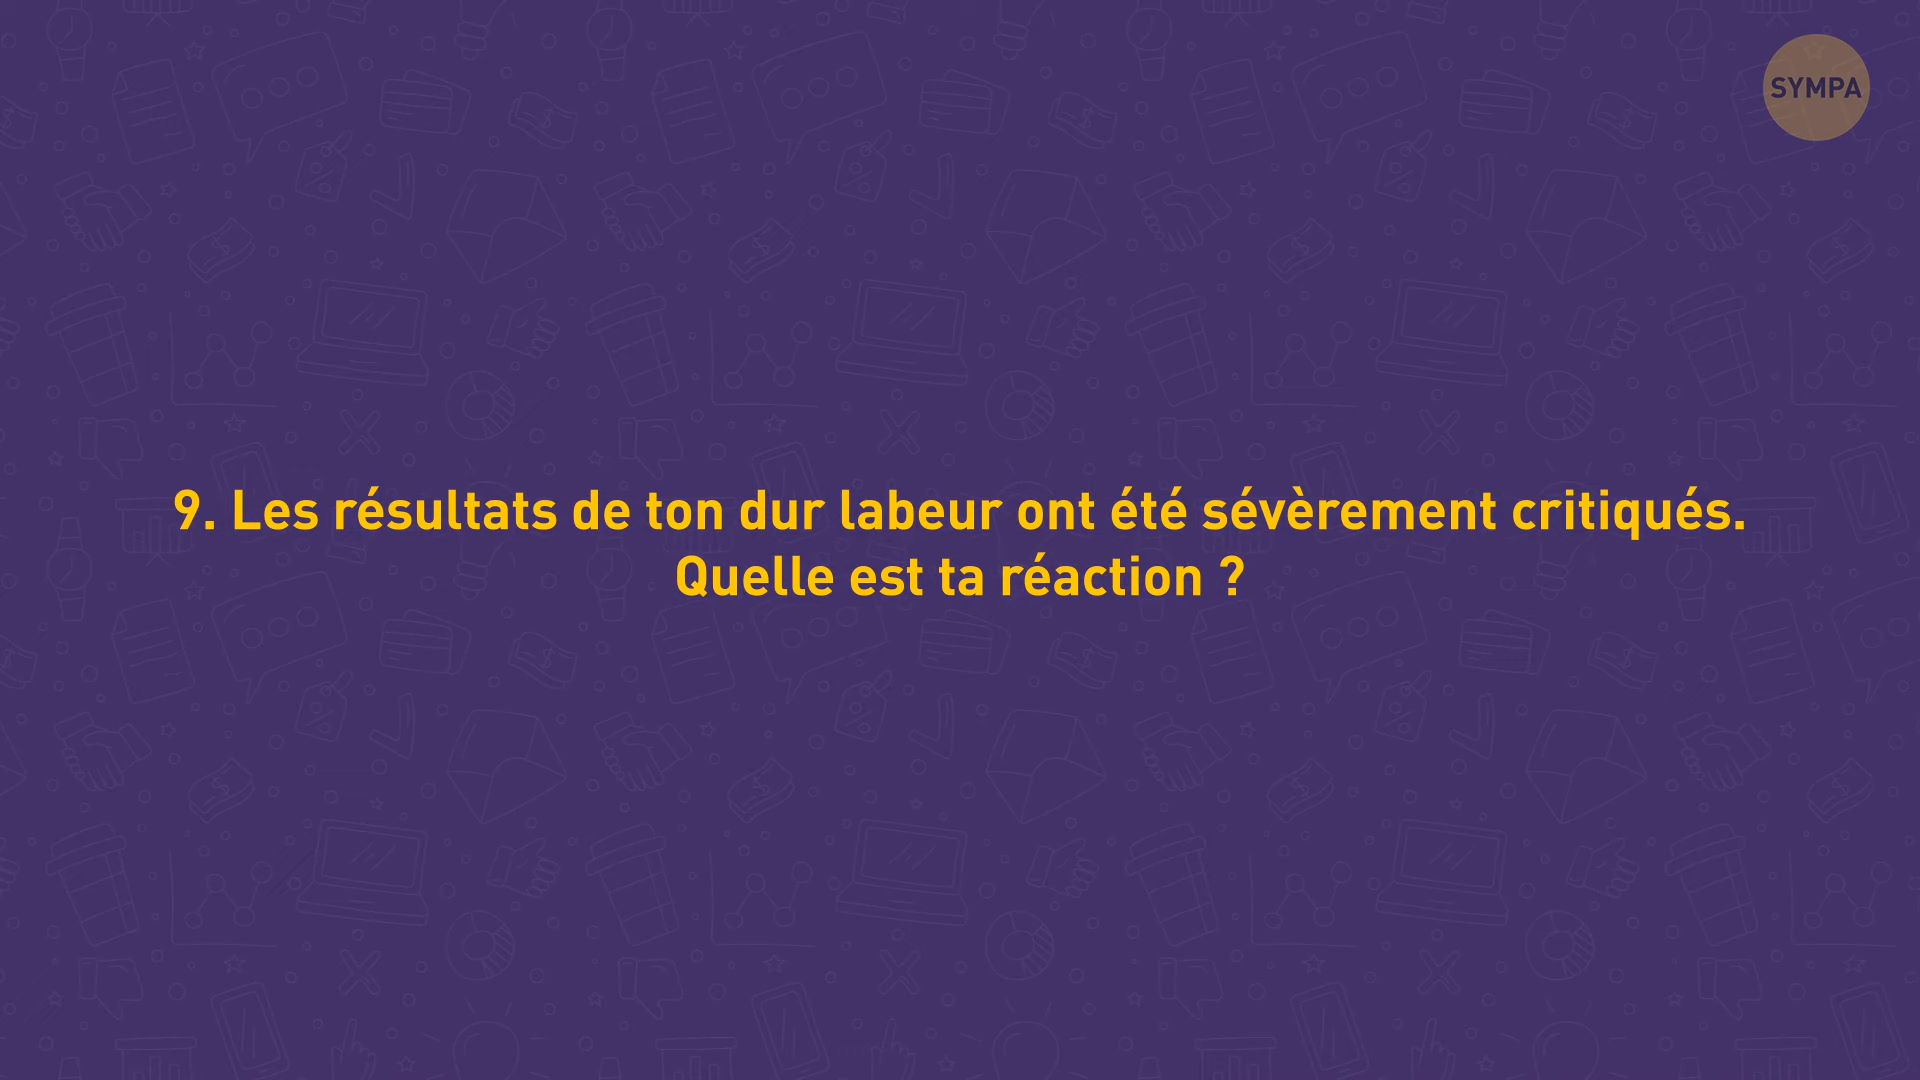 SYMPA
9. Les résultats de ton dur labeur ont été sévèrement critiqués.
Quelle est ta réaction ?